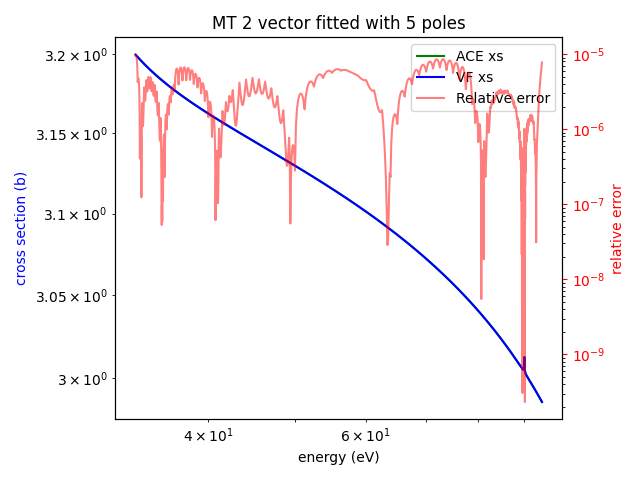 MT 2 vector fitted with 5 poles
ACE xs
VF xs
Relative error
3.2 × 10⁰
3.15 × 10⁰
3.1 × 10⁰
3.05 × 10⁰
3 × 10⁰
cross section (b)
10⁻⁵
10⁻⁶
10⁻⁷
10⁻⁸
10⁻⁹
relative error
4 × 10¹
6 × 10¹
energy (eV)